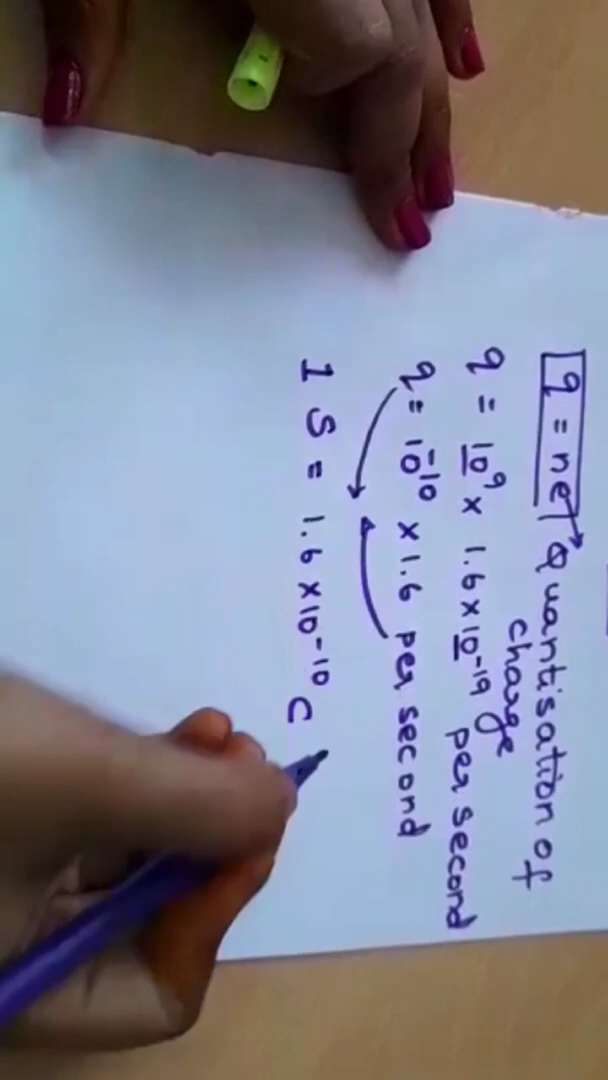 q = ne Quantisation of
charge
q = 10⁹ x 1.6 x 10⁻¹⁹ per second
q = 10⁻¹⁰ x 1.6 per second
1 S = 1.6 x 10⁻¹⁰ C